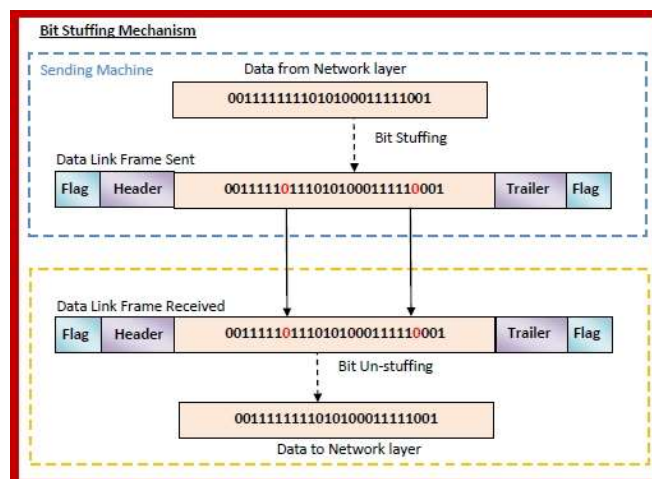 Bit Stuffing Mechanism
Sending Machine
Data from Network layer
0011111111010100011111001
Bit Stuffing
Data Link Frame Sent
Flag Header 001111101110101000111110001 Trailer Flag
Data Link Frame Received
Flag Header 001111101110101000111110001 Trailer Flag
Bit Un-stuffing
0011111111010100011111001
Data to Network layer